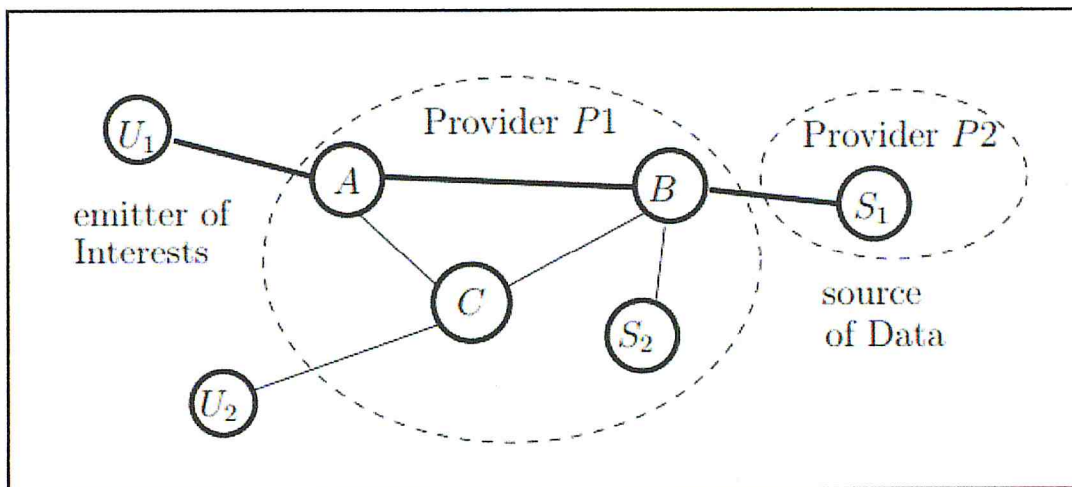 Provider P1
Provider P2
U₁
A
B
S₁
emitter of
Interests
C
S₂
source
of Data
U₂